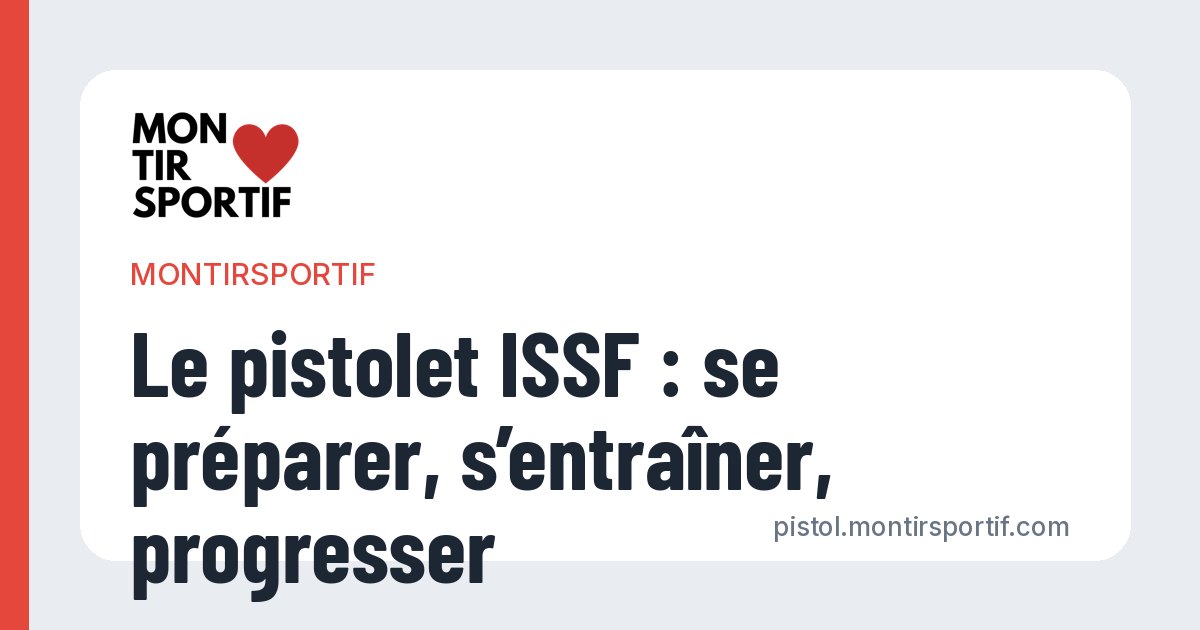 MON
TIR
SPORTIF
MONTIRSPORTIF
Le pistolet ISSF : se
préparer, s’entraîner,
progresser
pistol.montirsportif.com